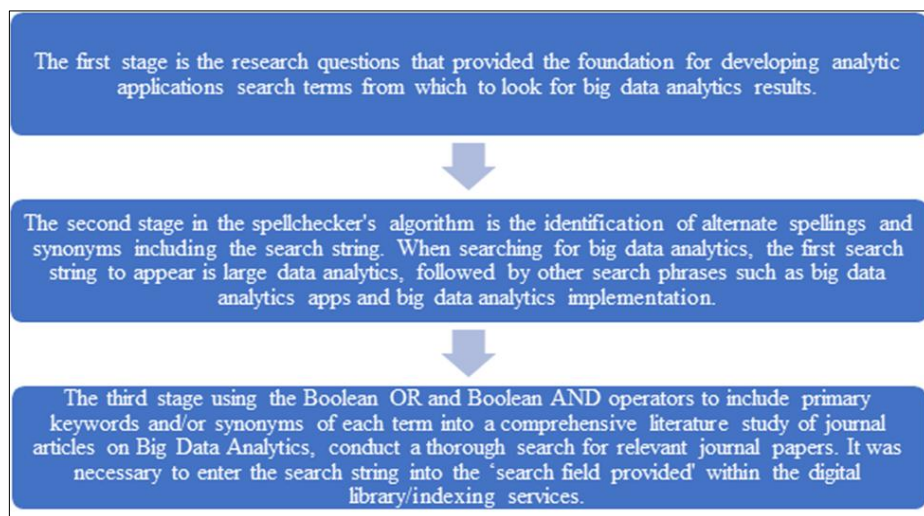 The first stage is the research questions that provided the foundation for developing analytic
applications search terms from which to look for big data analytics results.
The second stage in the spellchecker's algorithm is the identification of alternate spellings and
synonyms including the search string. When searching for big data analytics, the first search
string to appear is large data analytics, followed by other search phrases such as big data
analytics apps and big data analytics implementation.
The third stage using the Boolean OR and Boolean AND operators to include primary
keywords and/or synonyms of each term into a comprehensive literature study of journal
articles on Big Data Analytics, conduct a thorough search for relevant journal papers. It was
necessary to enter the search string into the ‘search field provided' within the digital
library/indexing services.